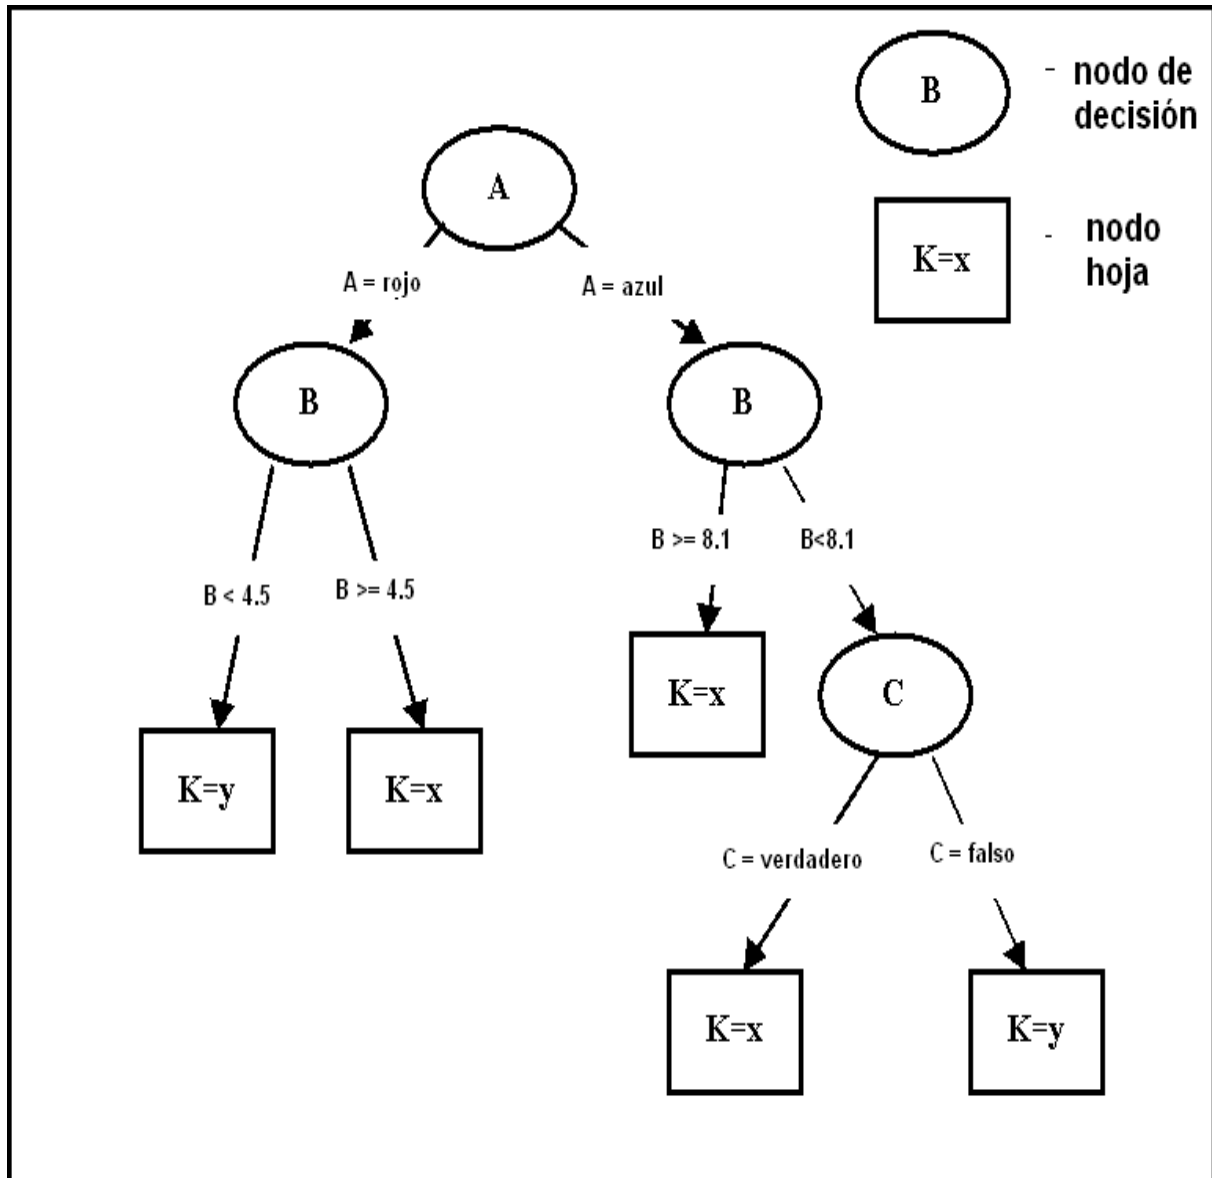 B
- nodo de
decisión
A
K=x
- nodo
hoja
A = rojo
A = azul
B
B
B >= 8.1
B<8.1
B < 4.5
B >= 4.5
K=x
C
K=y
K=x
C = verdadero
C = falso
K=x
K=y